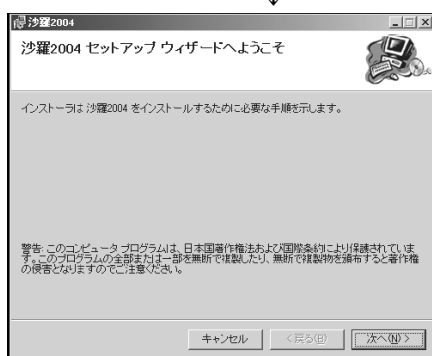 沙羅2004
沙羅2004 セットアップ ウィザードへようこそ
インストーラは 沙羅2004 をインストールするために必要な手順を示します。
警告: このコンピュータ プログラムは、日本国著作権法および国際条約により保護されていま
す。このプログラムの全部または一部を無断で複製したり、無断で複製物を頒布すると著作権
の侵害となりますのでご注意ください。
キャンセル
< 戻る(B)
次へ(N) >